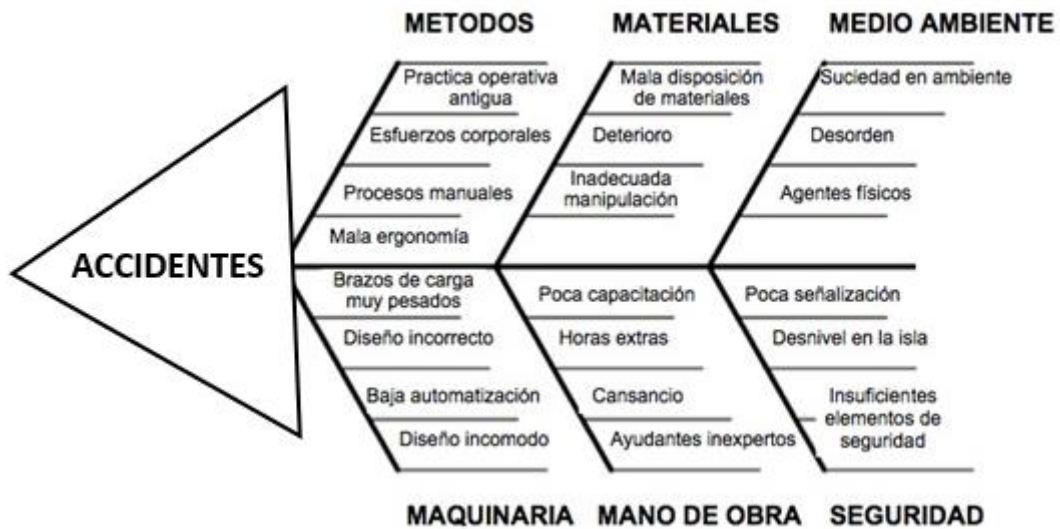 METODOS
MATERIALES
MEDIO AMBIENTE
Practica operativa
antigua
Esfuerzos corporales
Procesos manuales
Mala ergonomía
Mala disposición
de materiales
Deterioro
Inadecuada
manipulación
Suciedad en ambiente
Desorden
Agentes físicos
ACCIDENTES
Brazos de carga
muy pesados
Diseño incorrecto
Baja automatización
Diseño incomodo
Poca capacitación
Horas extras
Cansancio
Ayudantes inexpertos
Poca señalización
Desnivel en la isla
Insuficientes
elementos de
seguridad
MAQUINARIA
MANO DE OBRA
SEGURIDAD